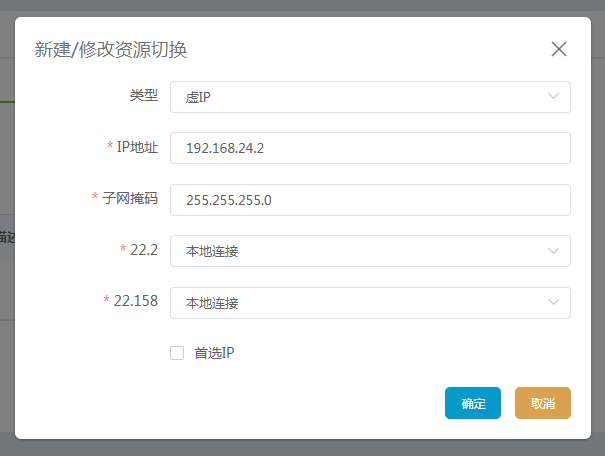 新建/修改资源切换
类型 虚IP
* IP地址 192.168.24.2
* 子网掩码 255.255.255.0
* 22.2 本地连接
* 22.158 本地连接
首选IP
确定 取消
描述